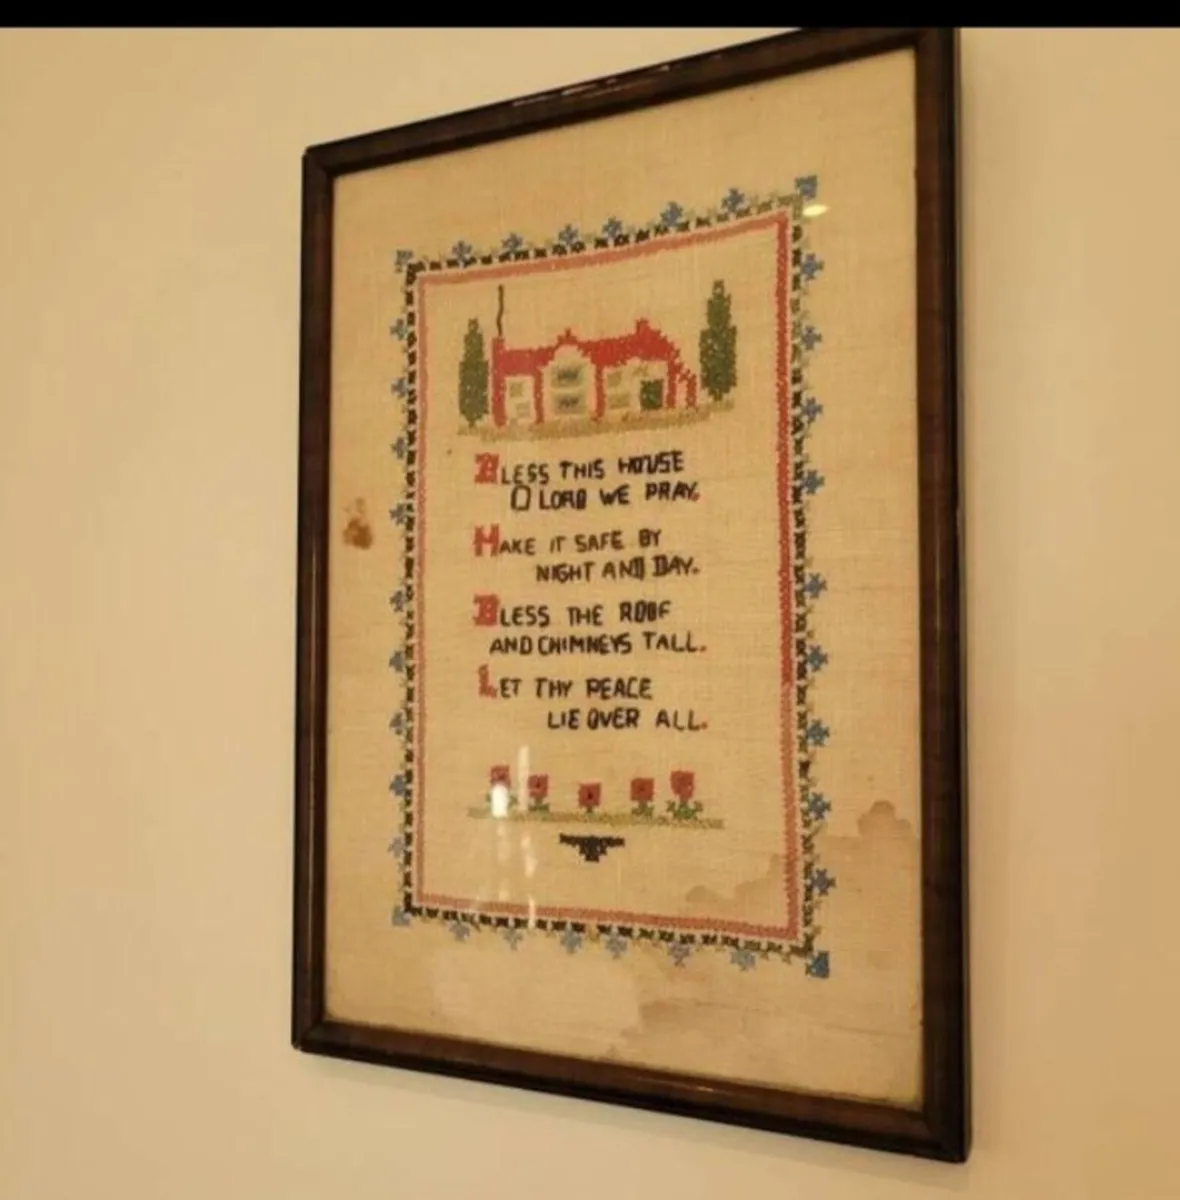 BLESS THIS HOUSE
O LORD WE PRAY.
MAKE IT SAFE BY
NIGHT AND DAY.
BLESS THE ROOF
AND CHIMNEYS TALL.
LET THY PEACE
LIE OVER ALL.